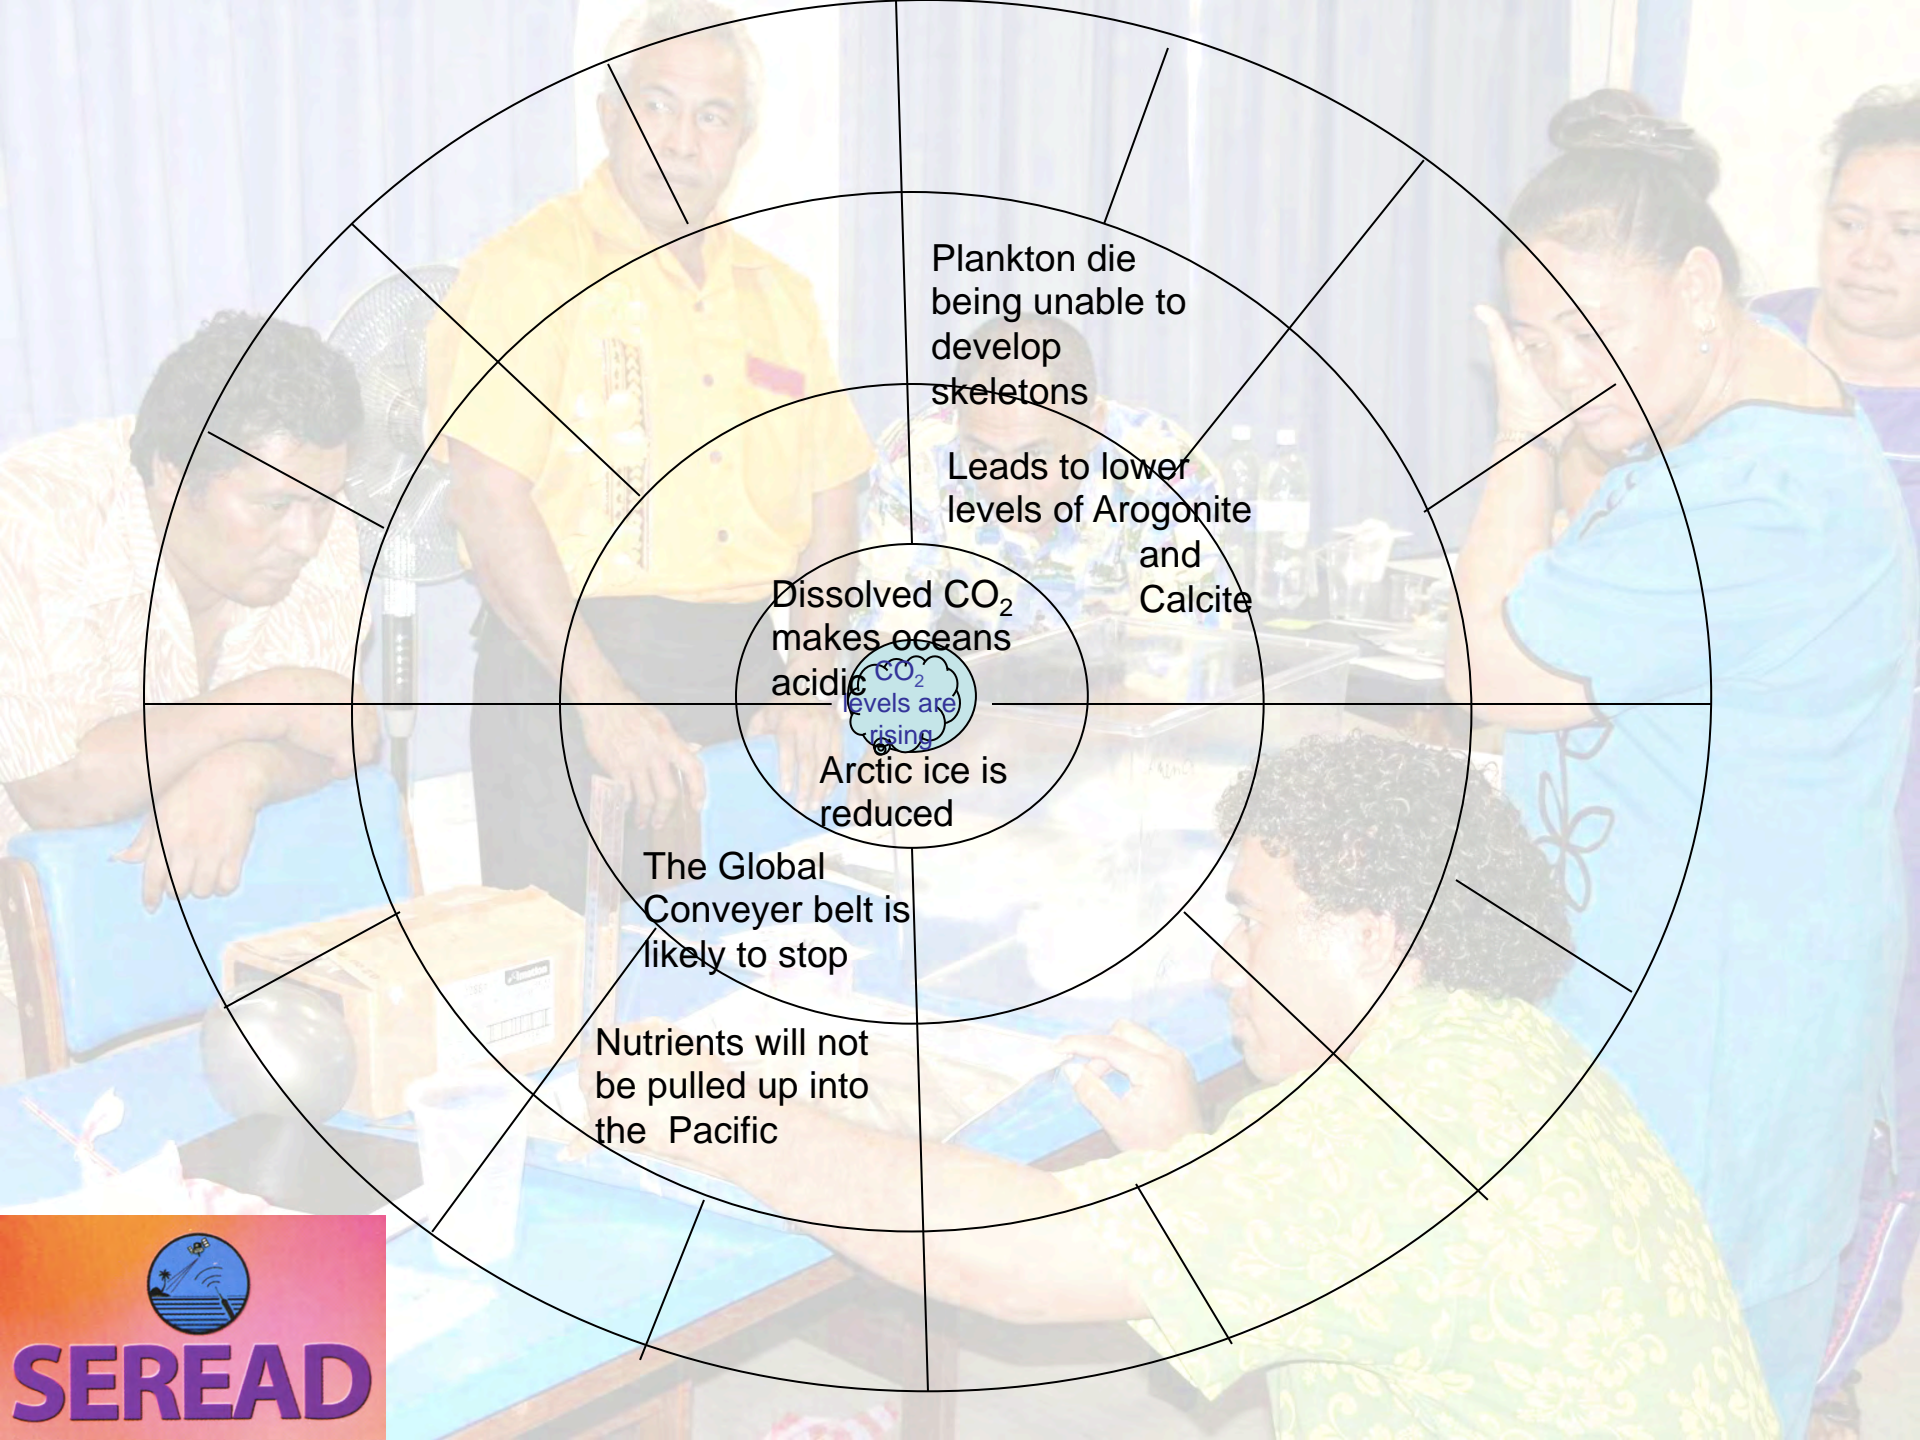 Plankton die
being unable to
develop
skeletons
Leads to lower
levels of Arogonite
and
Calcite
Dissolved CO₂
makes oceans
acidic
CO₂
levels are
rising
Arctic ice is
reduced
The Global
Conveyer belt is
likely to stop
Nutrients will not
be pulled up into
the  Pacific
SEREAD